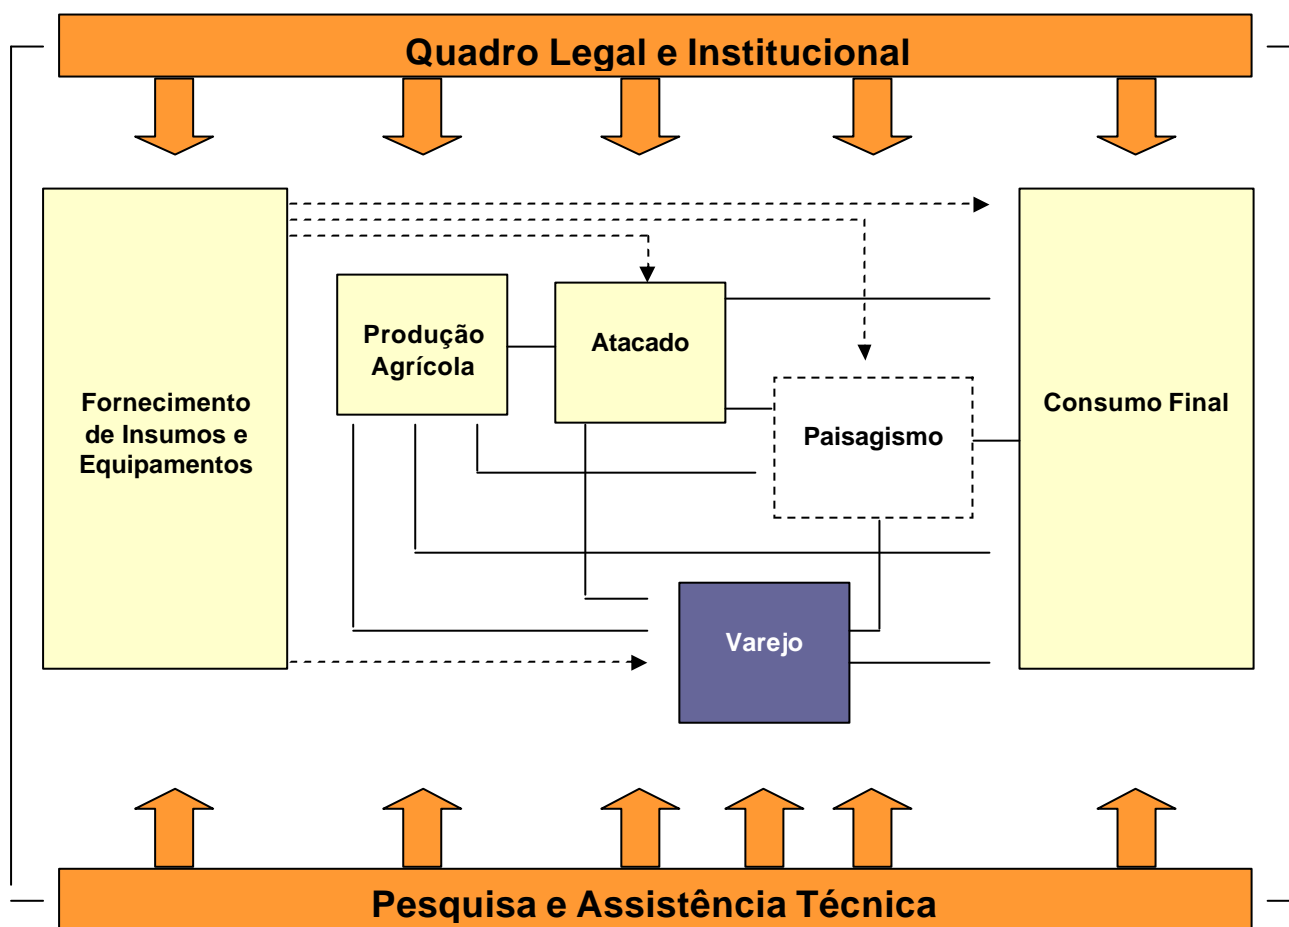 Quadro Legal e Institucional
Produção
Agrícola
Atacado
Fornecimento
de Insumos e
Equipamentos
Paisagismo
Consumo Final
Varejo
Pesquisa e Assistência Técnica